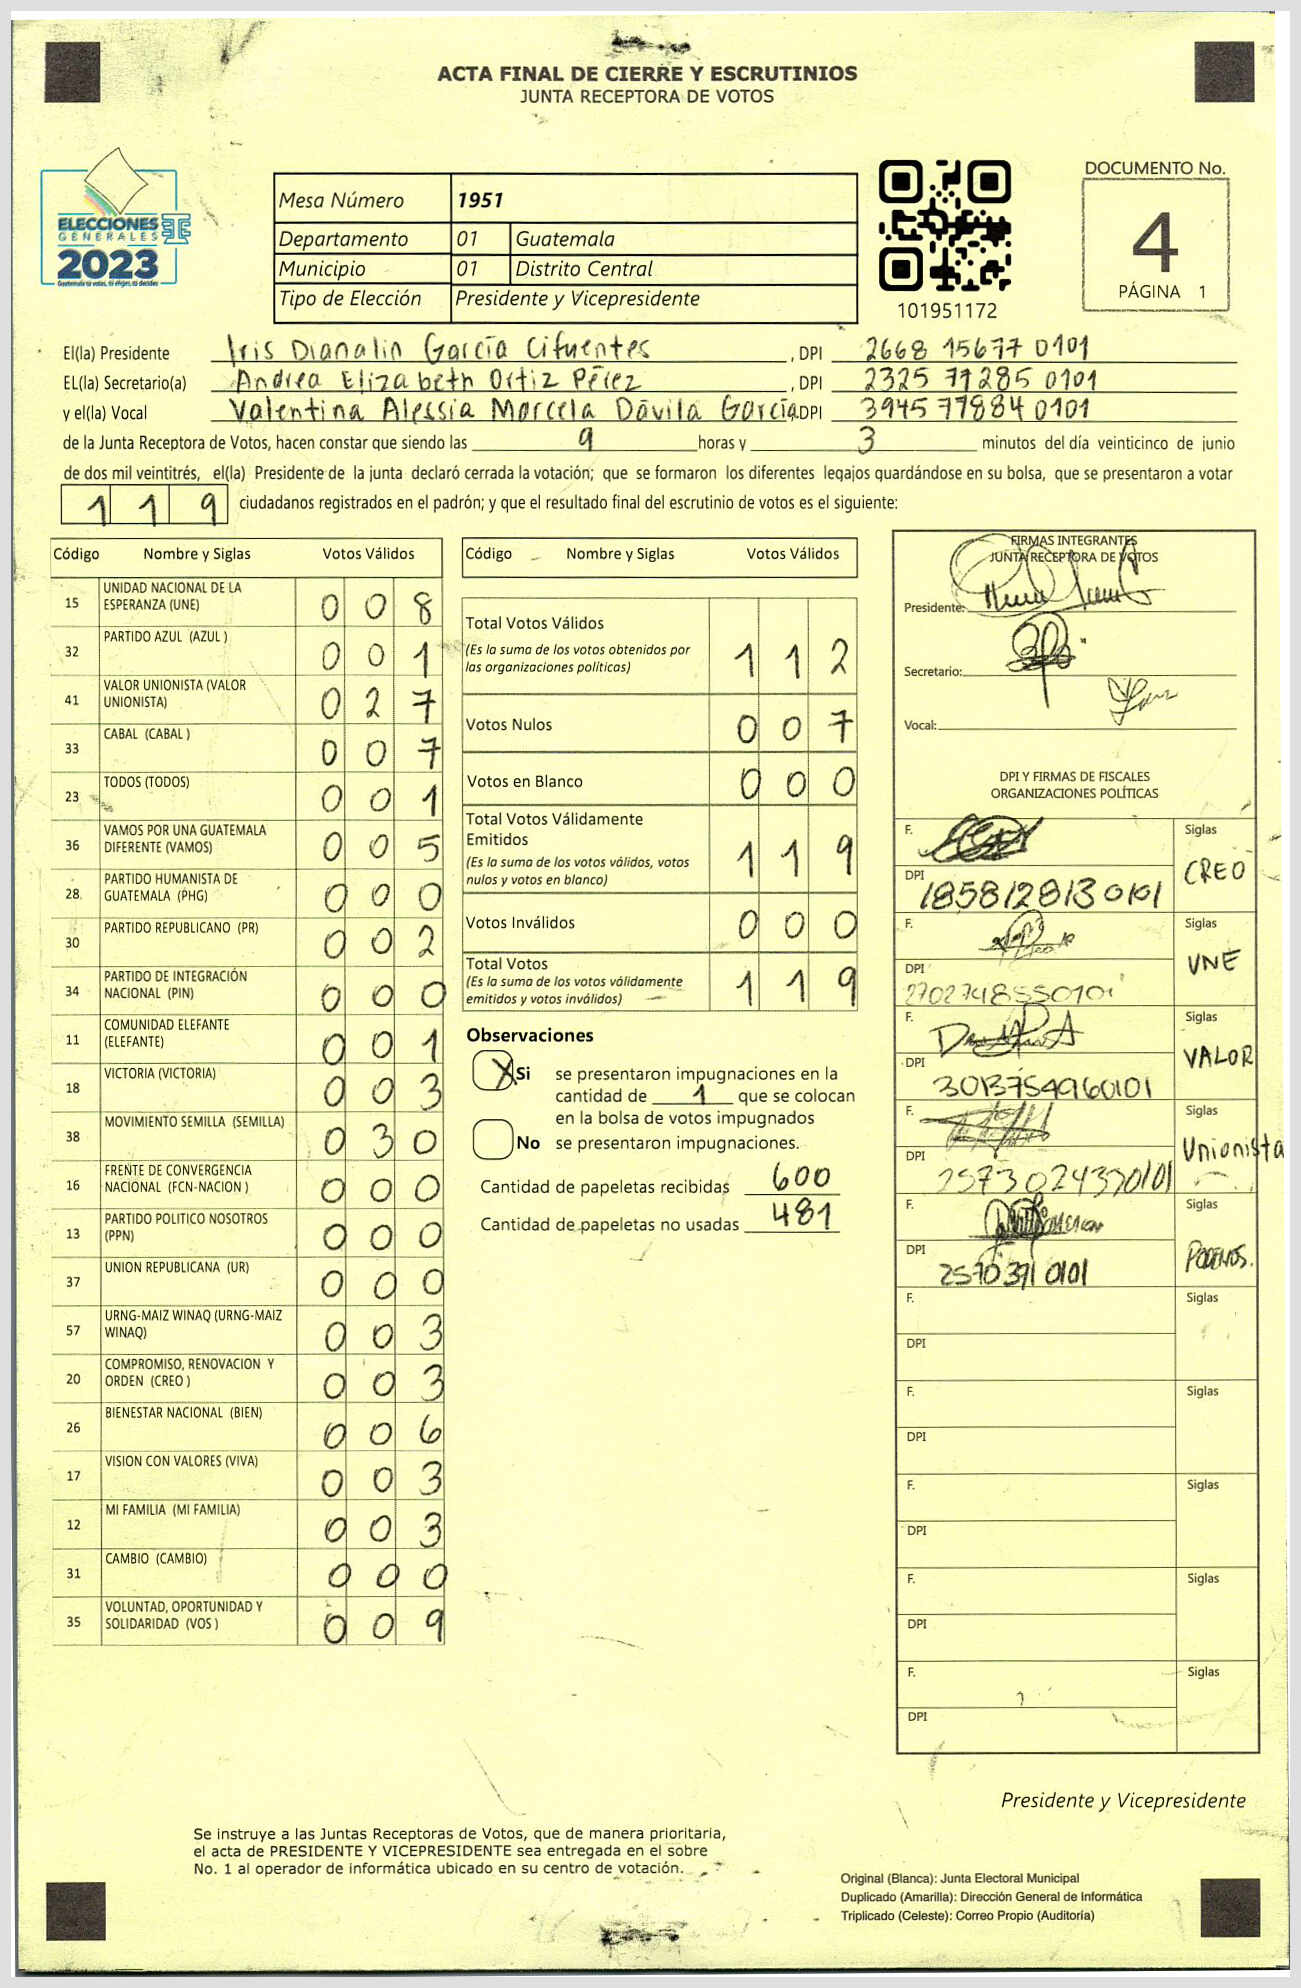 ACTA FINAL DE CIERRE Y ESCRUTINIOS
JUNTA RECEPTORA DE VOTOS
ELECCIONES
GENERALES
2023
Guatemala tú votas, tú eliges, tú decides
Mesa Número 1951
Departamento 01 Guatemala
Municipio 01 Distrito Central
Tipo de Elección Presidente y Vicepresidente
101951172
DOCUMENTO No.
4
PÁGINA 1
El(la) Presidente Iris Dianalin García Cifuentes , DPI 2668 15677 0101
EL(la) Secretario(a) Andrea Elizabeth Ortiz Pérez , DPI 2325 77285 0101
y el(la) Vocal Valentina Alessia Marcela Dávila García, DPI 3945 77884 0101
de la Junta Receptora de Votos, hacen constar que siendo las 9 horas y 3 minutos del día veinticinco de junio
de dos mil veintitrés, el(la) Presidente de la junta declaró cerrada la votación; que se formaron los diferentes legajos guardándose en su bolsa, que se presentaron a votar
1 1 9 ciudadanos registrados en el padrón; y que el resultado final del escrutinio de votos es el siguiente:
Código Nombre y Siglas Votos Válidos
15 UNIDAD NACIONAL DE LA ESPERANZA (UNE) 0 0 8
32 PARTIDO AZUL (AZUL ) 0 0 1
41 VALOR UNIONISTA (VALOR UNIONISTA) 0 2 7
33 CABAL (CABAL ) 0 0 7
23 TODOS (TODOS) 0 0 1
36 VAMOS POR UNA GUATEMALA DIFERENTE (VAMOS) 0 0 5
28 PARTIDO HUMANISTA DE GUATEMALA (PHG) 0 0 0
30 PARTIDO REPUBLICANO (PR) 0 0 2
34 PARTIDO DE INTEGRACIÓN NACIONAL (PIN) 0 0 0
11 COMUNIDAD ELEFANTE (ELEFANTE) 0 0 1
18 VICTORIA (VICTORIA) 0 0 3
38 MOVIMIENTO SEMILLA (SEMILLA) 0 3 0
16 FRENTE DE CONVERGENCIA NACIONAL (FCN-NACION ) 0 0 0
13 PARTIDO POLITICO NOSOTROS (PPN) 0 0 0
37 UNION REPUBLICANA (UR) 0 0 0
57 URNG-MAIZ WINAQ (URNG-MAIZ WINAQ) 0 0 3
20 COMPROMISO, RENOVACION Y ORDEN (CREO ) 0 0 3
26 BIENESTAR NACIONAL (BIEN) 0 0 6
17 VISION CON VALORES (VIVA) 0 0 3
12 MI FAMILIA (MI FAMILIA) 0 0 3
31 CAMBIO (CAMBIO) 0 0 0
35 VOLUNTAD, OPORTUNIDAD Y SOLIDARIDAD (VOS ) 0 0 9
Código Nombre y Siglas Votos Válidos
Total Votos Válidos
(Es la suma de los votos obtenidos por las organizaciones políticas) 1 1 2
Votos Nulos 0 0 7
Votos en Blanco 0 0 0
Total Votos Válidamente Emitidos
(Es la suma de los votos válidos, votos nulos y votos en blanco) 1 1 9
Votos Inválidos 0 0 0
Total Votos
(Es la suma de los votos válidamente emitidos y votos inválidos) 1 1 9
Observaciones
X Si se presentaron impugnaciones en la
cantidad de 1 que se colocan
en la bolsa de votos impugnados
No se presentaron impugnaciones.
Cantidad de papeletas recibidas 600
Cantidad de papeletas no usadas 481
FIRMAS INTEGRANTES
JUNTA RECEPTORA DE VOTOS
Presidente:
Secretario:
Vocal:
DPI Y FIRMAS DE FISCALES
ORGANIZACIONES POLÍTICAS
F. Siglas
DPI 1858128130101 CREO
F. Siglas
DPI 2702748550101 UNE
F. Siglas
DPI 3013754960101 VALOR
F. Siglas
DPI 2573024370101 Unionista
F. Siglas
DPI 2570371 0101 PODEMOS.
F. Siglas
DPI
F. Siglas
DPI
F. Siglas
DPI
F. Siglas
DPI
F. Siglas
DPI
Presidente y Vicepresidente
Se instruye a las Juntas Receptoras de Votos, que de manera prioritaria,
el acta de PRESIDENTE Y VICEPRESIDENTE sea entregada en el sobre
No. 1 al operador de informática ubicado en su centro de votación.
Original (Blanca): Junta Electoral Municipal
Duplicado (Amarilla): Dirección General de Informática
Triplicado (Celeste): Correo Propio (Auditoría)